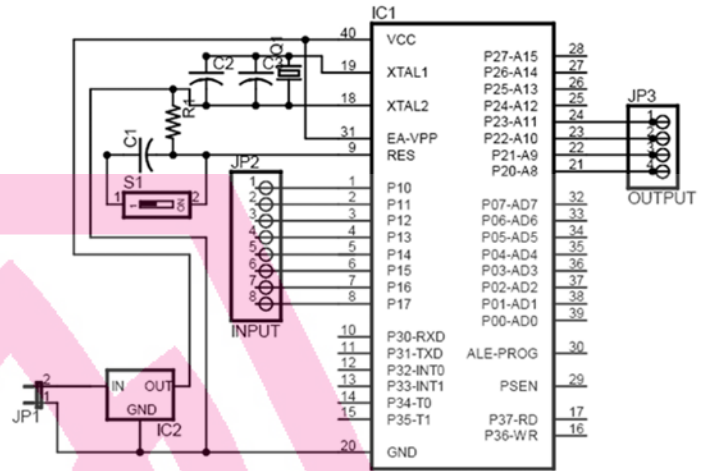 IC1
40 VCC
19 XTAL1
18 XTAL2
31 EA-VPP
9 RES
1 P10
2 P11
3 P12
4 P13
5 P14
6 P15
7 P16
8 P17
10 P30-RXD
11 P31-TXD
12 P32-INT0
13 P33-INT1
14 P34-T0
15 P35-T1
20 GND
P27-A15 28
P26-A14 27
P25-A13 26
P24-A12 25
P23-A11 24
P22-A10 23
P21-A9 22
P20-A8 21
P07-AD7 32
P06-AD6 33
P05-AD5 34
P04-AD4 35
P03-AD3 36
P02-AD2 37
P01-AD1 38
P00-AD0 39
ALE-PROG 30
PSEN 29
P37-RD 17
P36-WR 16
JP3
1
2
3
4
OUTPUT
C2
Q1
R1
C1
S1
1 2
1 ON
JP2
1
2
3
4
5
6
7
8
INPUT
IN OUT
GND
IC2
2
1
JP1